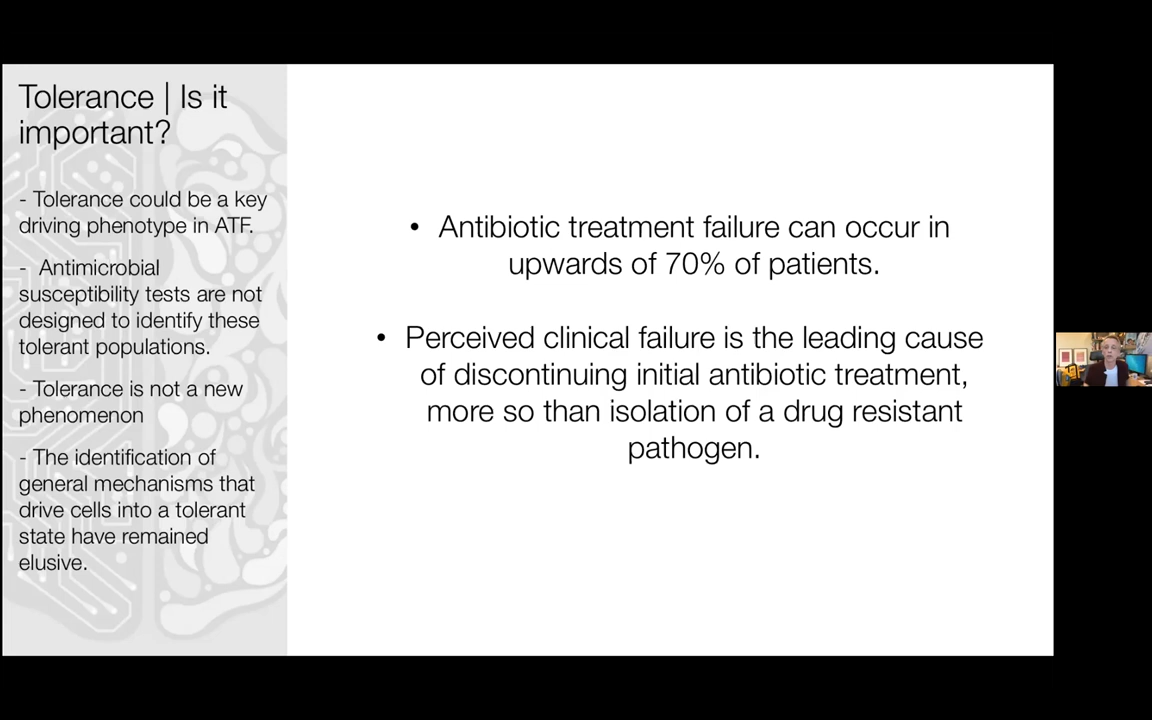 Tolerance | Is it
important?
- Tolerance could be a key
driving phenotype in ATF.
- Antimicrobial
susceptibility tests are not
designed to identify these
tolerant populations.
- Tolerance is not a new
phenomenon
- The identification of
general mechanisms that
drive cells into a tolerant
state have remained
elusive.
• Antibiotic treatment failure can occur in
upwards of 70% of patients.
• Perceived clinical failure is the leading cause
of discontinuing initial antibiotic treatment,
more so than isolation of a drug resistant
pathogen.